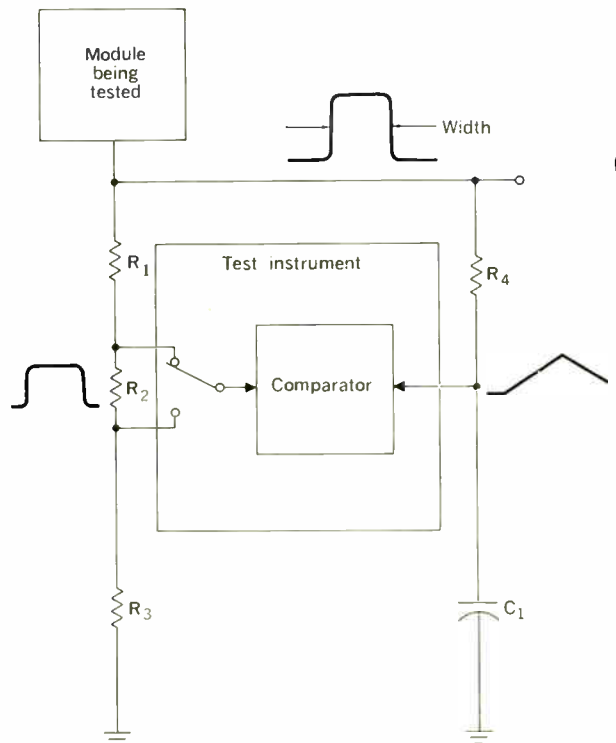 Module
being
tested
Width
R1
Test instrument
R4
R2
Comparator
R3
C1